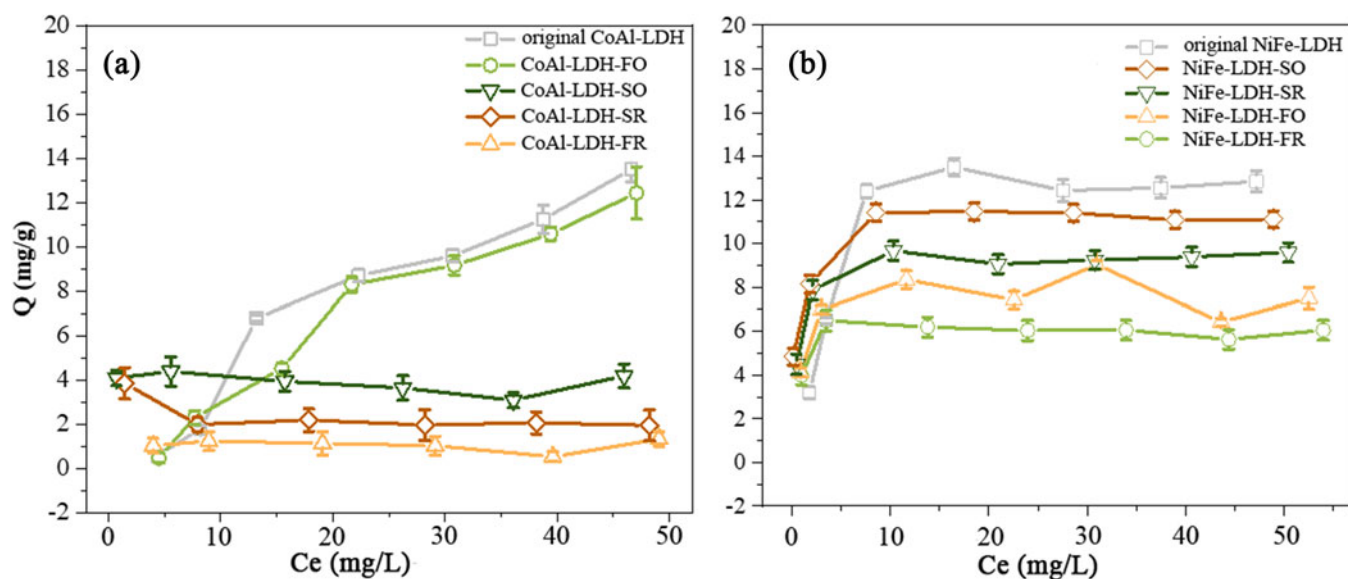 (a)
original CoAl-LDH
CoAl-LDH-FO
CoAl-LDH-SO
CoAl-LDH-SR
CoAl-LDH-FR
20
18
16
14
12
10
8
6
4
2
0
-2
Q (mg/g)
0 10 20 30 40 50
Ce (mg/L)
(b)
original NiFe-LDH
NiFe-LDH-SO
NiFe-LDH-SR
NiFe-LDH-FO
NiFe-LDH-FR
20
18
16
14
12
10
8
6
4
2
0
-2
0 10 20 30 40 50
Ce (mg/L)